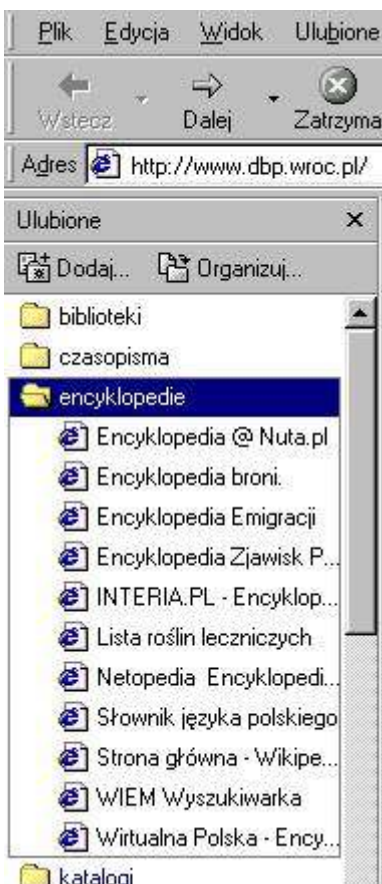 Plik Edycja Widok Ulubione
Wstecz Dalej Zatrzyma
Adres http://www.dbp.wroc.pl/
Ulubione
Dodaj... Organizuj...
biblioteki
czasopisma
encyklopedie
Encyklopedia @ Nuta.pl
Encyklopedia broni.
Encyklopedia Emigracji
Encyklopedia Zjawisk P...
INTERIA.PL - Encyklop...
Lista roślin leczniczych
Netopedia Encyklopedi...
Słownik języka polskiego
Strona główna - Wikipe...
WIEM Wyszukiwarka
Wirtualna Polska - Ency...
katalogi